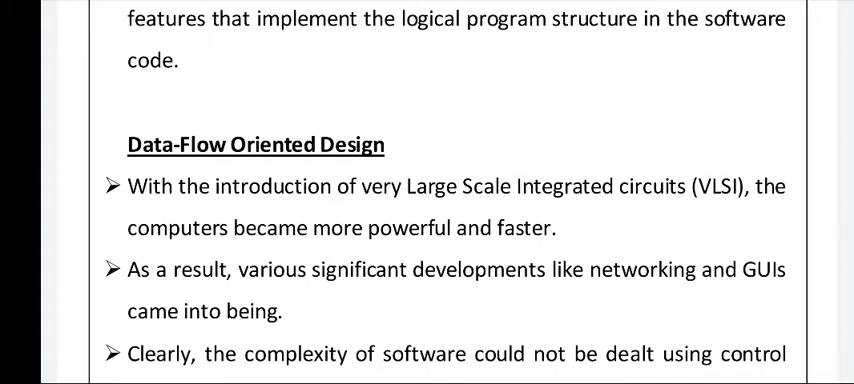 features that implement the logical program structure in the software
code.
Data-Flow Oriented Design
➢ With the introduction of very Large Scale Integrated circuits (VLSI), the
computers became more powerful and faster.
➢ As a result, various significant developments like networking and GUIs
came into being.
➢ Clearly, the complexity of software could not be dealt using control